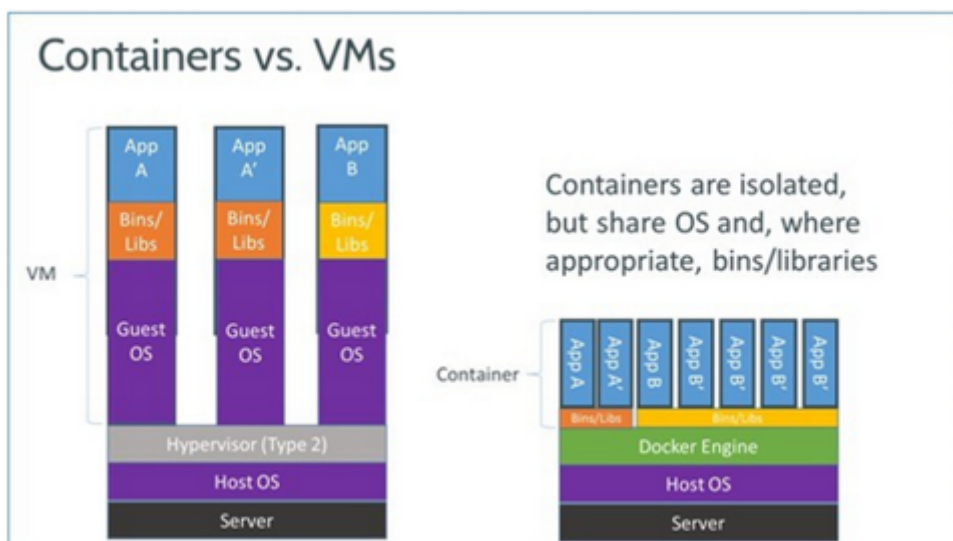 Containers vs. VMs
App
A
App
A'
App
B
Bins/
Libs
Bins/
Libs
Bins/
Libs
VM
Guest
OS
Guest
OS
Guest
OS
Hypervisor (Type 2)
Host OS
Server
Containers are isolated,
but share OS and, where
appropriate, bins/libraries
Container
App A
App A'
App B
App B'
App B'
App B'
App B'
Bins/Libs
Bins/Libs
Docker Engine
Host OS
Server